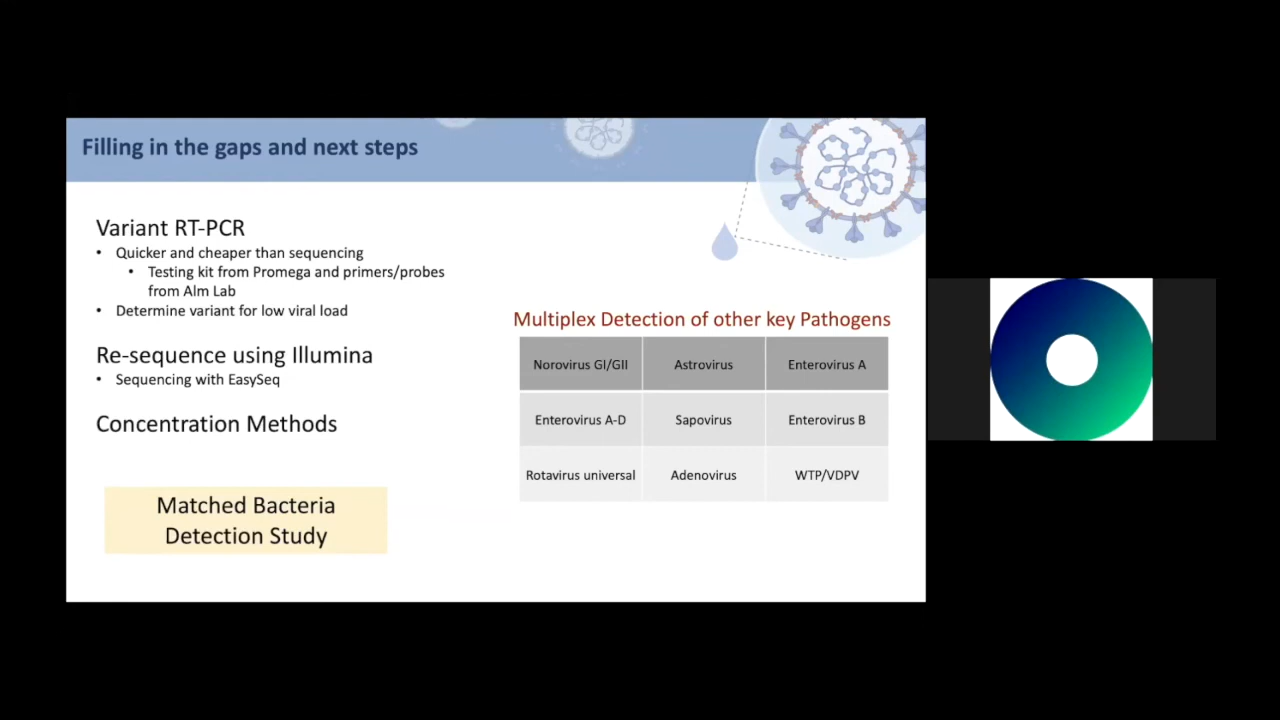 Filling in the gaps and next steps
Variant RT-PCR
• Quicker and cheaper than sequencing
• Testing kit from Promega and primers/probes
from Alm Lab
• Determine variant for low viral load
Re-sequence using Illumina
• Sequencing with EasySeq
Concentration Methods
Matched Bacteria
Detection Study
Multiplex Detection of other key Pathogens
Norovirus GI/GII Astrovirus Enterovirus A
Enterovirus A-D Sapovirus Enterovirus B
Rotavirus universal Adenovirus WTP/VDPV